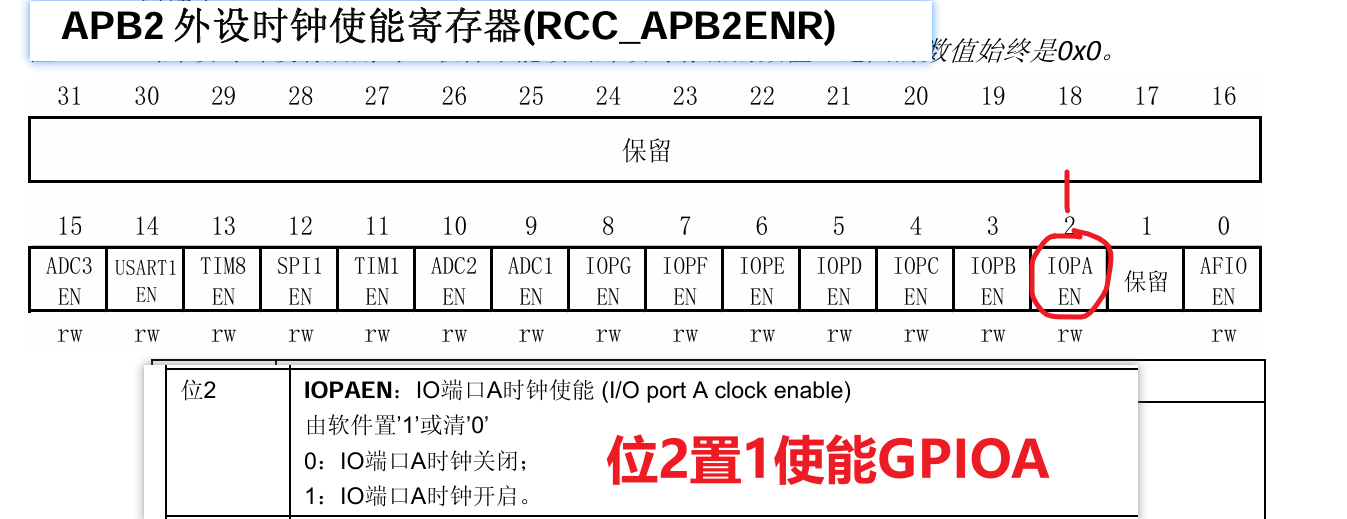 APB2 外设时钟使能寄存器(RCC_APB2ENR)
数值始终是0x0。
31 30 29 28 27 26 25 24 23 22 21 20 19 18 17 16
保留
15 14 13 12 11 10 9 8 7 6 5 4 3 2 1 0
ADC3 USART1 TIM8 SPI1 TIM1 ADC2 ADC1 IOPG IOPF IOPE IOPD IOPC IOPB IOPA 保留 AFIO
EN EN EN EN EN EN EN EN EN EN EN EN EN EN EN
rw rw rw rw rw rw rw rw rw rw rw rw rw rw rw
位2 IOPAEN：IO端口A时钟使能 (I/O port A clock enable)
由软件置’1’或清’0’
0：IO端口A时钟关闭；
位2置1使能GPIOA
1：IO端口A时钟开启。